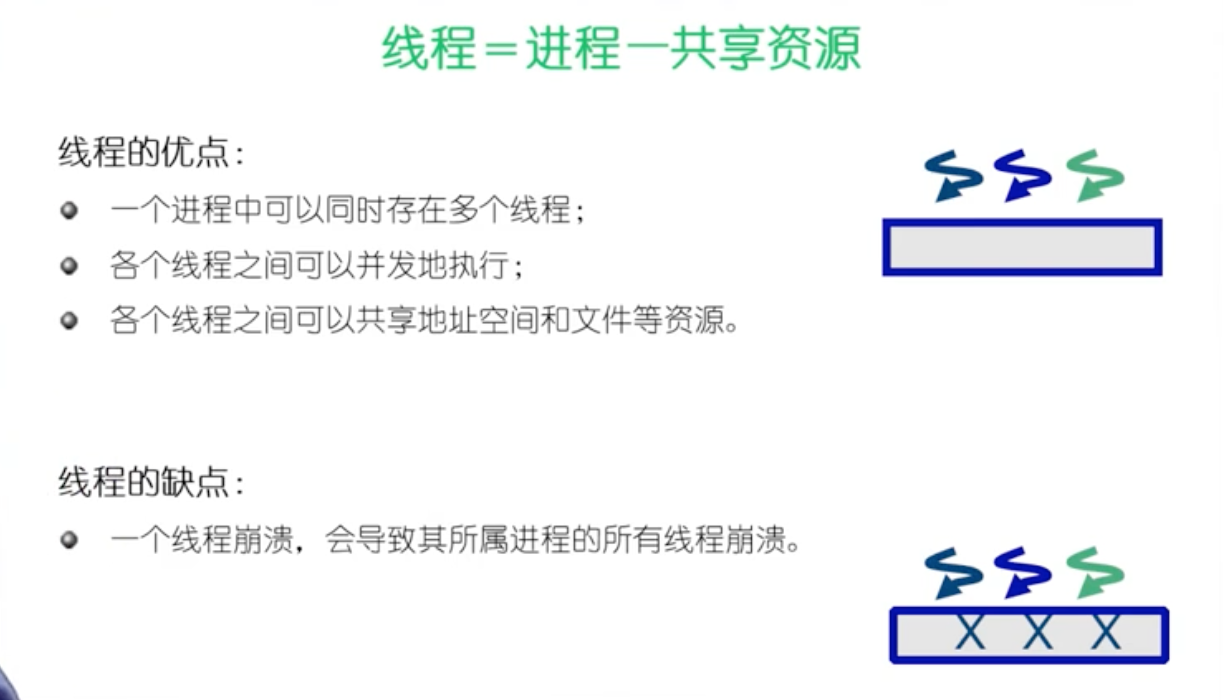 线程＝进程－共享资源
线程的优点：
一个进程中可以同时存在多个线程；
各个线程之间可以并发地执行；
各个线程之间可以共享地址空间和文件等资源。
线程的缺点：
一个线程崩溃，会导致其所属进程的所有线程崩溃。
X X X